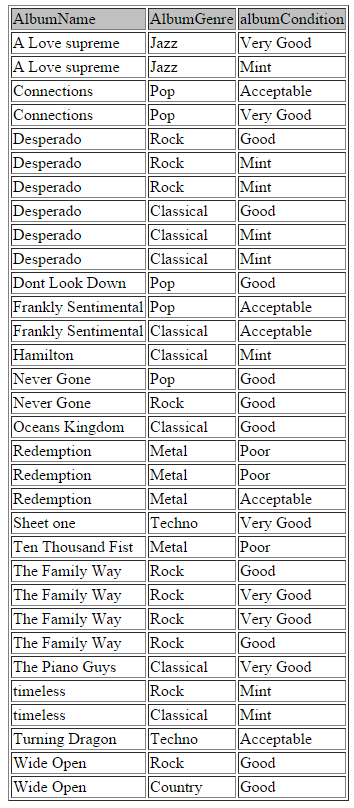 AlbumName AlbumGenre albumCondition
A Love supreme Jazz Very Good
A Love supreme Jazz Mint
Connections Pop Acceptable
Connections Pop Very Good
Desperado Rock Good
Desperado Rock Mint
Desperado Rock Mint
Desperado Classical Good
Desperado Classical Mint
Desperado Classical Mint
Dont Look Down Pop Good
Frankly Sentimental Pop Acceptable
Frankly Sentimental Classical Acceptable
Hamilton Classical Mint
Never Gone Pop Good
Never Gone Rock Good
Oceans Kingdom Classical Good
Redemption Metal Poor
Redemption Metal Poor
Redemption Metal Acceptable
Sheet one Techno Very Good
Ten Thousand Fist Metal Poor
The Family Way Rock Good
The Family Way Rock Very Good
The Family Way Rock Very Good
The Family Way Rock Good
The Piano Guys Classical Very Good
timeless Rock Mint
timeless Classical Mint
Turning Dragon Techno Acceptable
Wide Open Rock Good
Wide Open Country Good